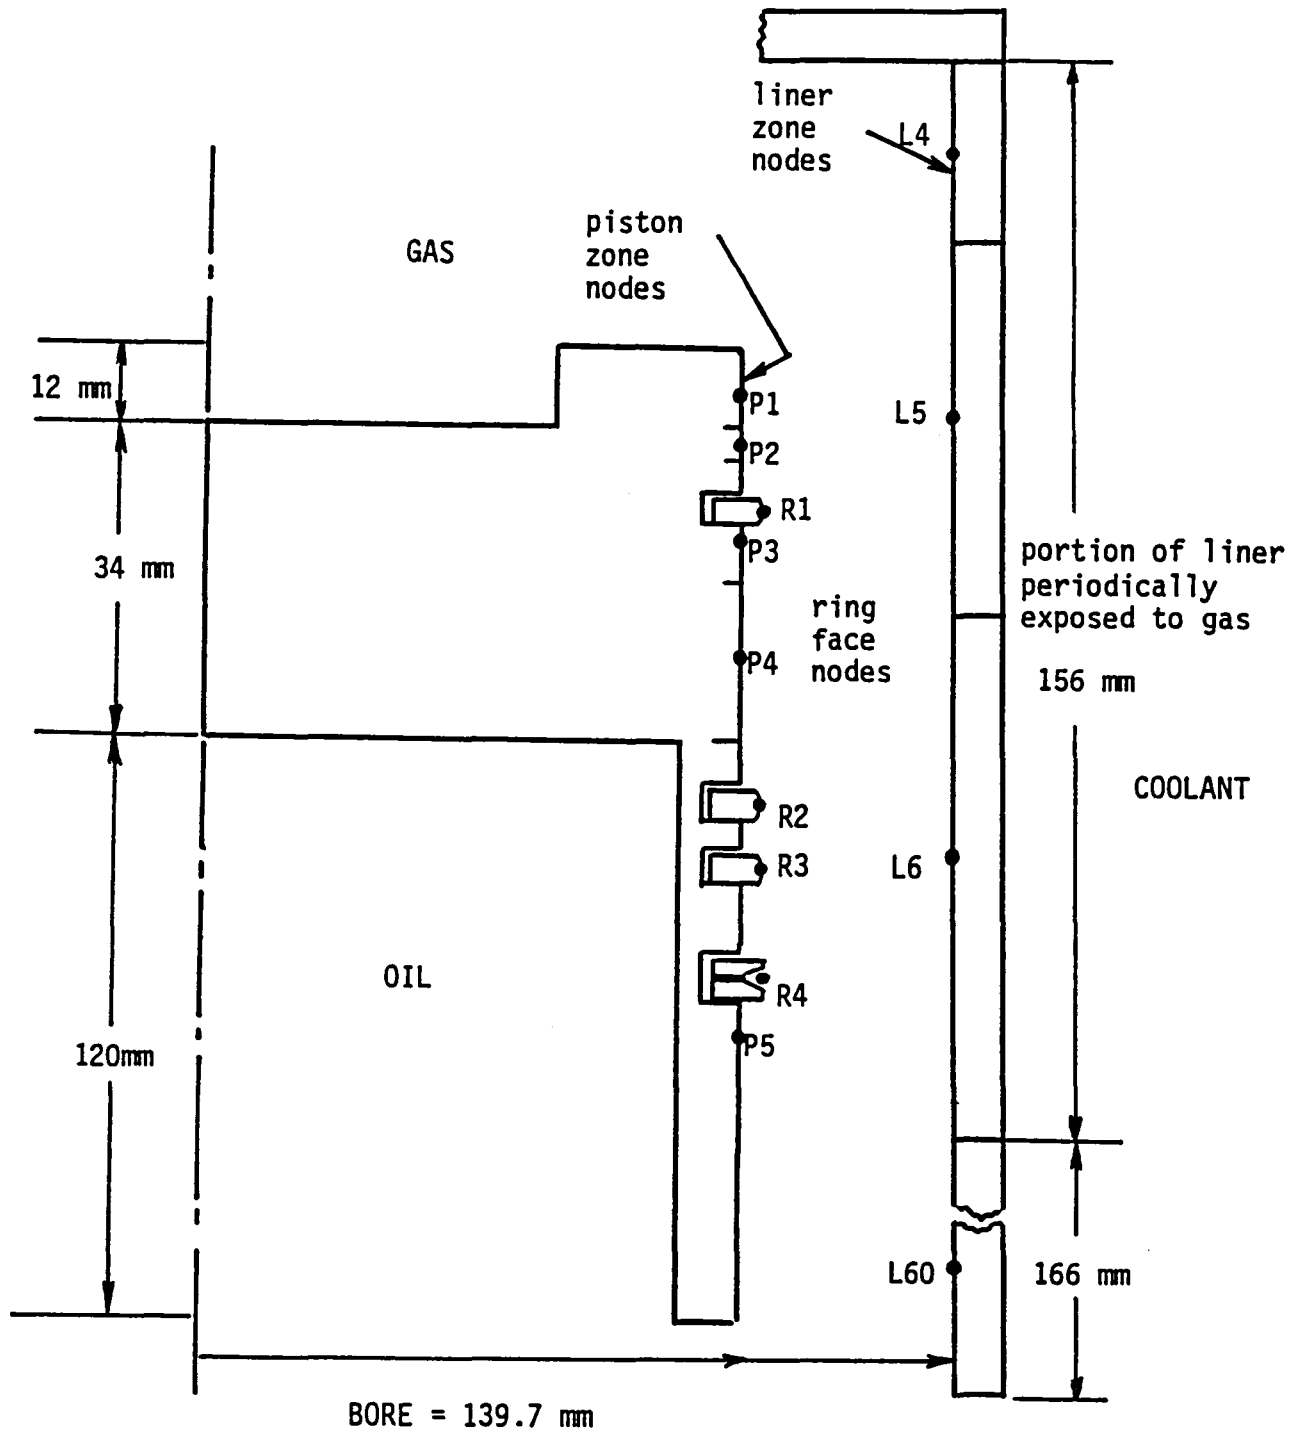 liner
zone
nodes
L4
piston
zone
nodes
GAS
12 mm
P1
L5
P2
R1
P3
34 mm
portion of liner
periodically
exposed to gas
ring
face
nodes
P4
156 mm
COOLANT
R2
R3
L6
OIL
R4
P5
120mm
L60
166 mm
BORE = 139.7 mm